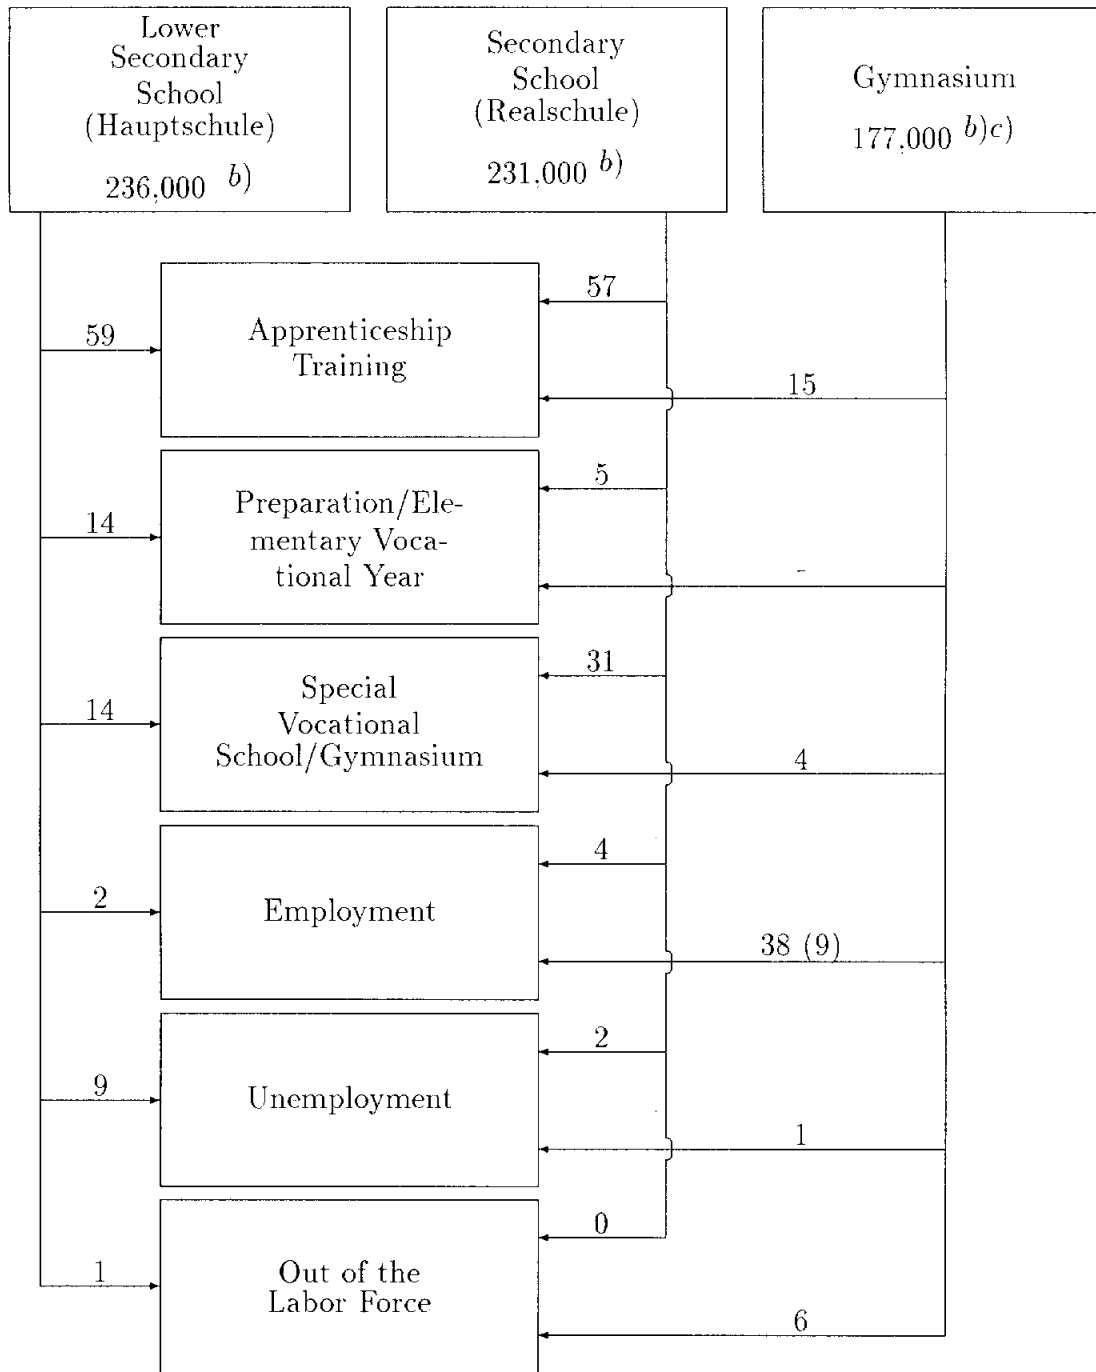 Lower
Secondary
School
(Hauptschule)
236,000 b)
Secondary
School
(Realschule)
231,000 b)
Gymnasium
177,000 b)c)
59
Apprenticeship
Training
57
15
14
Preparation/Ele-
mentary Voca-
tional Year
5
-
14
Special
Vocational
School/Gymnasium
31
4
2
Employment
4
38 (9)
9
Unemployment
2
1
1
Out of the
Labor Force
0
6